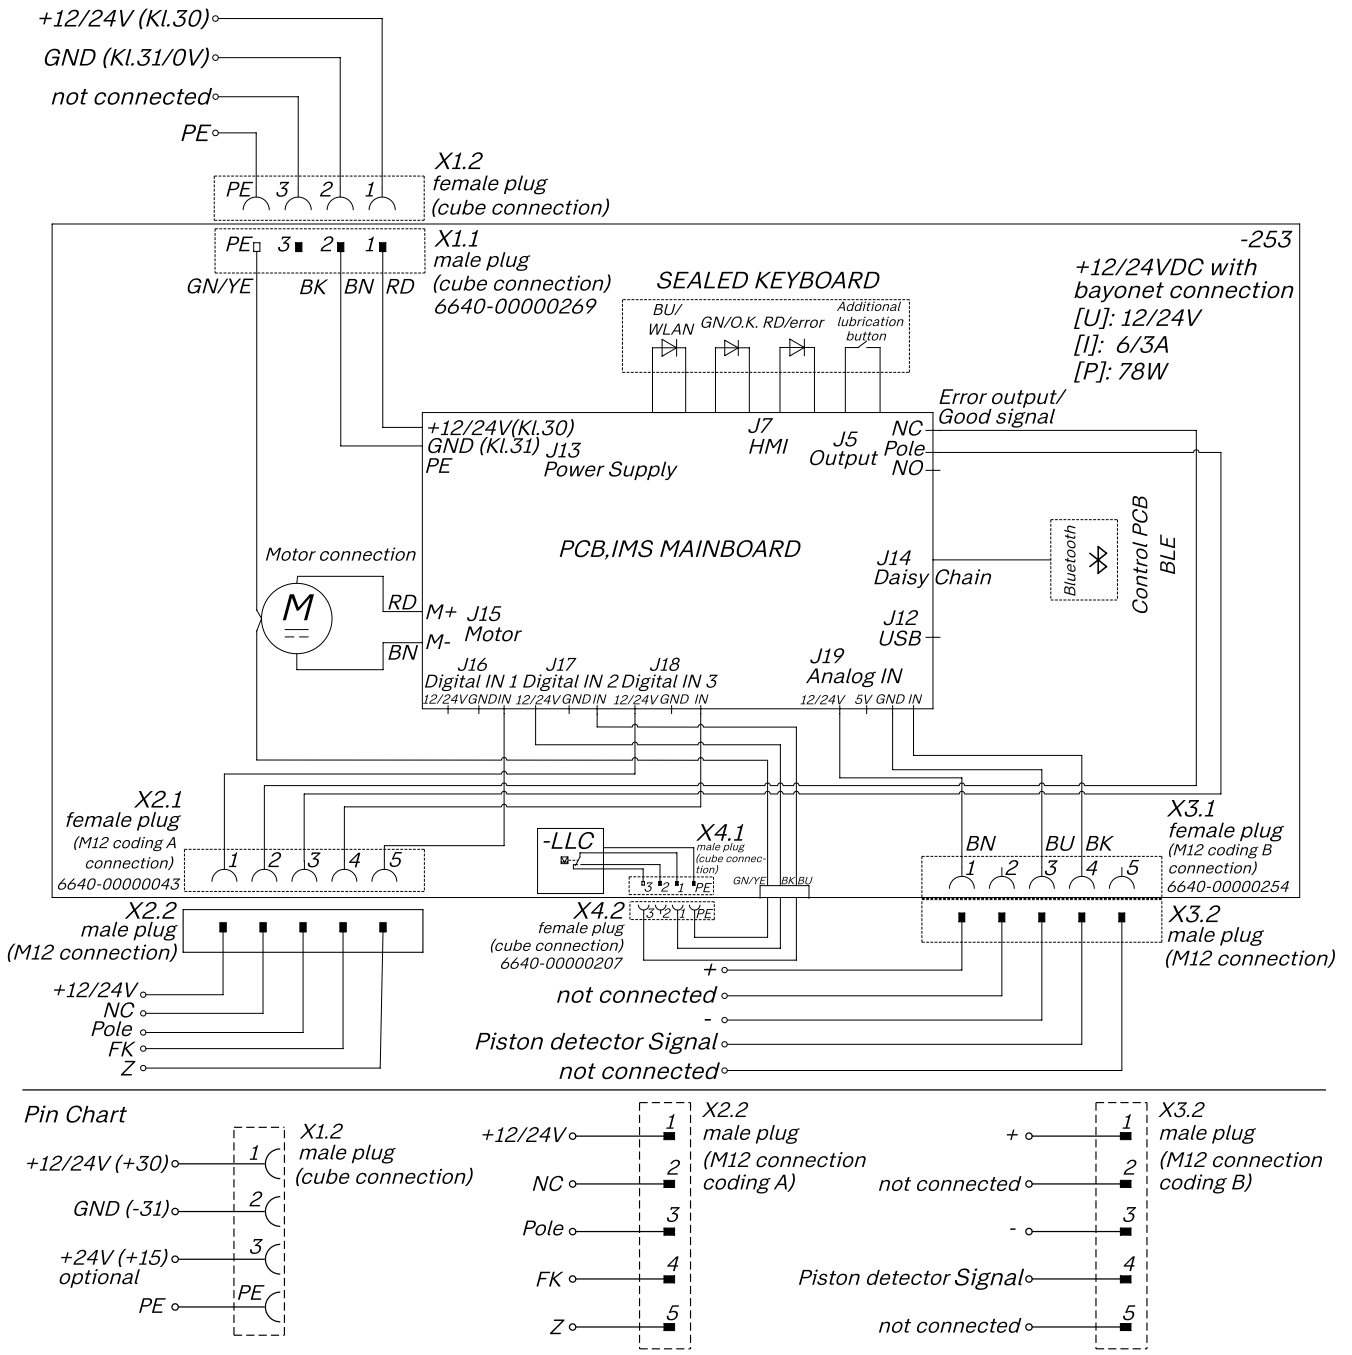 +12/24V (Kl.30)
GND (Kl.31/0V)
not connected
PE
X1.2
female plug
(cube connection)
PE 3 2 1
PE 3 2 1
X1.1
male plug
(cube connection)
6640-00000269
GN/YE BK BN RD
-253
+12/24VDC with
bayonet connection
[U]: 12/24V
[I]: 6/3A
[P]: 78W
SEALED KEYBOARD
BU/
WLAN
GN/O.K. RD/error
Additional
lubrication
button
Error output/
Good signal
+12/24V(Kl.30)
GND (Kl.31)
PE
J13
Power Supply
J7
HMI
J5
Output
NC
Pole
NO
PCB,IMS MAINBOARD
Motor connection
M
RD
BN
M+
M-
J15
Motor
J14
Daisy Chain
Bluetooth
Control PCB
BLE
J12
USB
J16
Digital IN 1
J17
Digital IN 2
J18
Digital IN 3
J19
Analog IN
12/24V GND IN 12/24V GND IN 12/24V GND IN
12/24V 5V GND IN
X2.1
female plug
(M12 coding A
connection)
6640-00000043
1 2 3 4 5
-LLC
X4.1
male plug
(cube connec-
tion)
3 2 1 PE
GN/YE BK BU
X4.2
female plug
(cube connection)
6640-00000207
3 2 1 PE
BN BU BK
1 2 3 4 5
X3.1
female plug
(M12 coding B
connection)
6640-00000254
X2.2
male plug
(M12 connection)
+12/24V
NC
Pole
FK
Z
X3.2
male plug
(M12 connection)
+
not connected
-
Piston detector Signal
not connected
Pin Chart
X1.2
male plug
(cube connection)
+12/24V (+30) 1
GND (-31) 2
+24V (+15) 3
optional
PE PE
X2.2
male plug
(M12 connection
coding A)
+12/24V 1
NC 2
Pole 3
FK 4
Z 5
X3.2
male plug
(M12 connection
coding B)
+ 1
not connected 2
- 3
Piston detector Signal 4
not connected 5